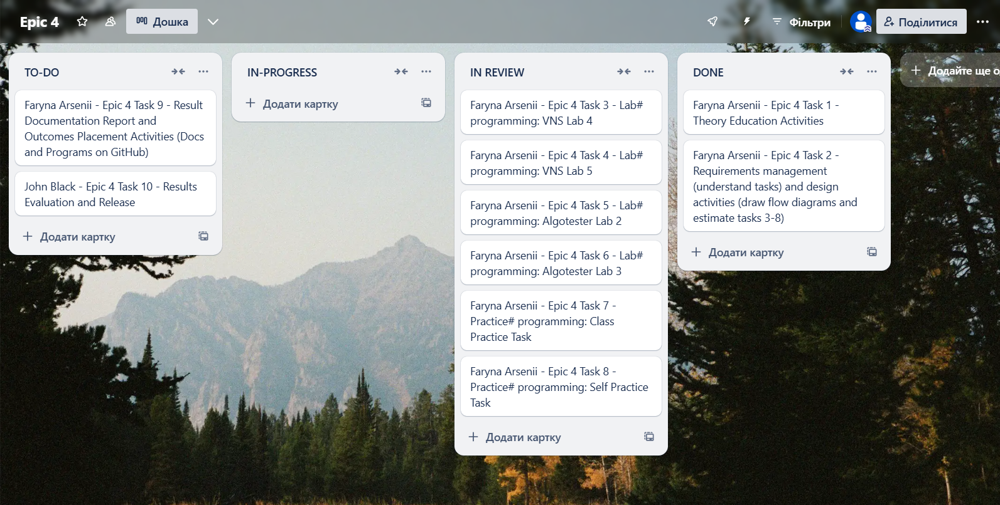 Epic 4
Дошка
Фільтри
Поділитися
TO-DO
Faryna Arsenii - Epic 4 Task 9 - Result
Documentation Report and
Outcomes Placement Activities (Docs
and Programs on GitHub)
John Black - Epic 4 Task 10 - Results
Evaluation and Release
Додати картку
IN-PROGRESS
Додати картку
IN REVIEW
Faryna Arsenii - Epic 4 Task 3 - Lab#
programming: VNS Lab 4
Faryna Arsenii - Epic 4 Task 4 - Lab#
programming: VNS Lab 5
Faryna Arsenii - Epic 4 Task 5 - Lab#
programming: Algotester Lab 2
Faryna Arsenii - Epic 4 Task 6 - Lab#
programming: Algotester Lab 3
Faryna Arsenii - Epic 4 Task 7 -
Practice# programming: Class
Practice Task
Faryna Arsenii - Epic 4 Task 8 -
Practice# programming: Self Practice
Task
Додати картку
DONE
Faryna Arsenii - Epic 4 Task 1 -
Theory Education Activities
Faryna Arsenii - Epic 4 Task 2 -
Requirements management
(understand tasks) and design
activities (draw flow diagrams and
estimate tasks 3-8)
Додати картку
Додайте ще